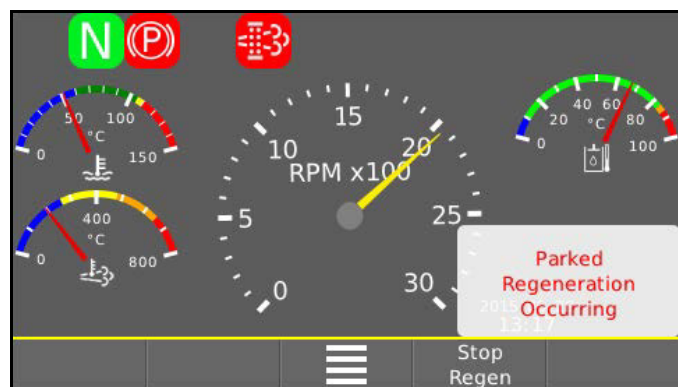 N (P)
50 100
°C
0 150
400
°C
0 800
15
10 20
RPM x100
5 25
0 30
40 60
20 80
°C
0 100
Parked
Regeneration
Occurring
13:17
Stop
Regen